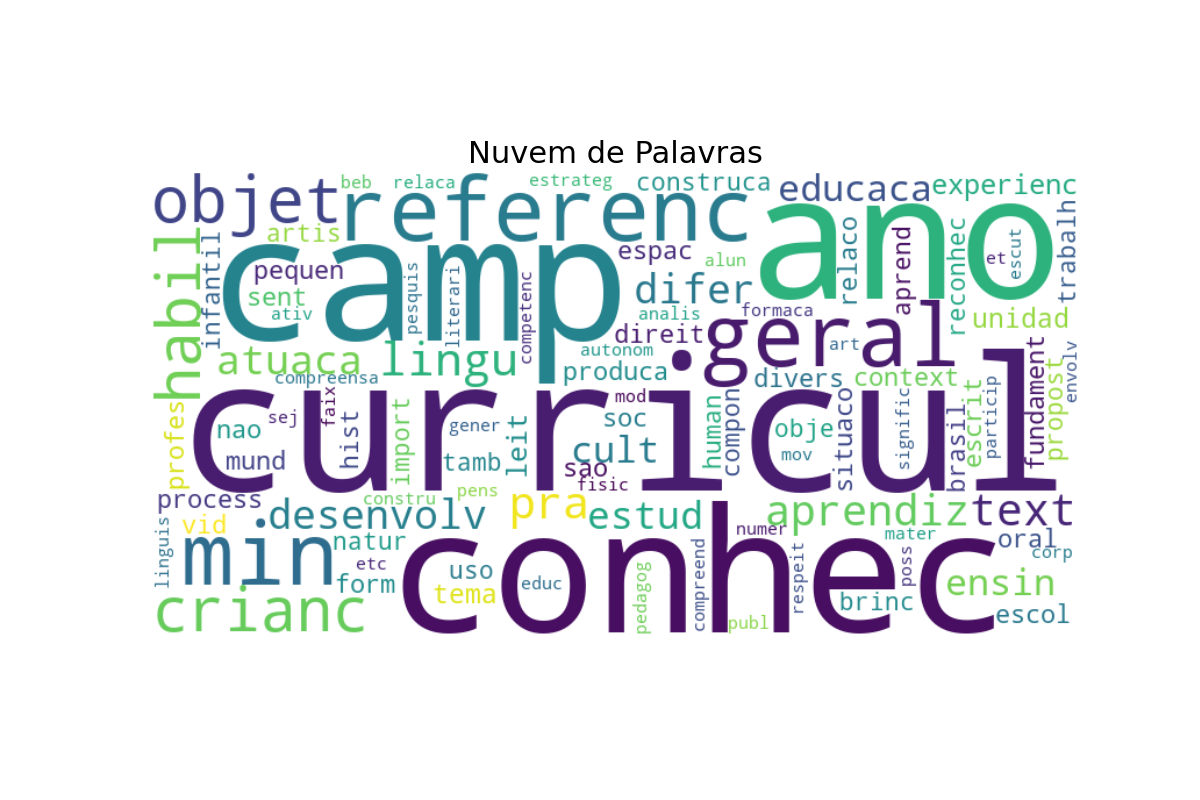 Nuvem de Palavras
beb
relaca
estrateg
construca
educaca
experienc
objet
referenc
ano
artis
habil
infantil
camp
pequen
sent
ativ
pesquis
literari
competenc
espac
alun
difer
analis
direit
formaca
relaco
aprend
reconhec
et
escut
trabalh
unidad
geral
art
atuaca
lingu
autonom
produca
compreensa
divers
context
fundament
propost
envolv
curricul
profes
nao
sej
faix
hist
mund
import
gener
tamb
leit
mod
soc
cult
sao
fisic
human
compon
obje
mov
situaco
signific
brasil
escrit
particip
process
constru
pens
pra
vid
desenvolv
estud
aprendiz
text
linguis
min
natur
etc
form
uso
tema
educ
conhec
numer
mater
oral
corp
pedagog
compreend
respeit
poss
ensin
crianc
publ
brinc
escol